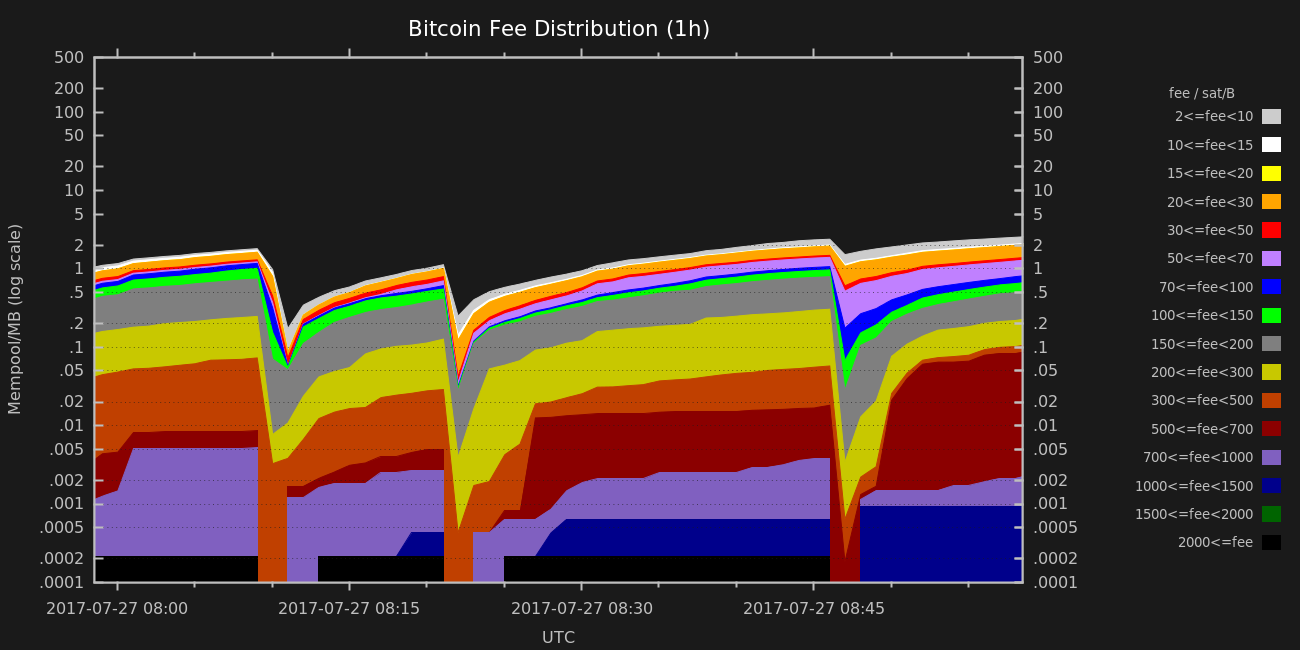 Bitcoin Fee Distribution (1h)
500 500
200 200
100 100
50 50
20 20
10 10
5 5
2 2
1 1
.5 .5
.2 .2
.1 .1
.05 .05
.02 .02
.01 .01
.005 .005
.002 .002
.001 .001
.0005 .0005
.0002 .0002
.0001 .0001
Mempool/MB (log scale)
2017-07-27 08:00 2017-07-27 08:15 2017-07-27 08:30 2017-07-27 08:45
UTC
fee / sat/B
2<=fee<10
10<=fee<15
15<=fee<20
20<=fee<30
30<=fee<50
50<=fee<70
70<=fee<100
100<=fee<150
150<=fee<200
200<=fee<300
300<=fee<500
500<=fee<700
700<=fee<1000
1000<=fee<1500
1500<=fee<2000
2000<=fee